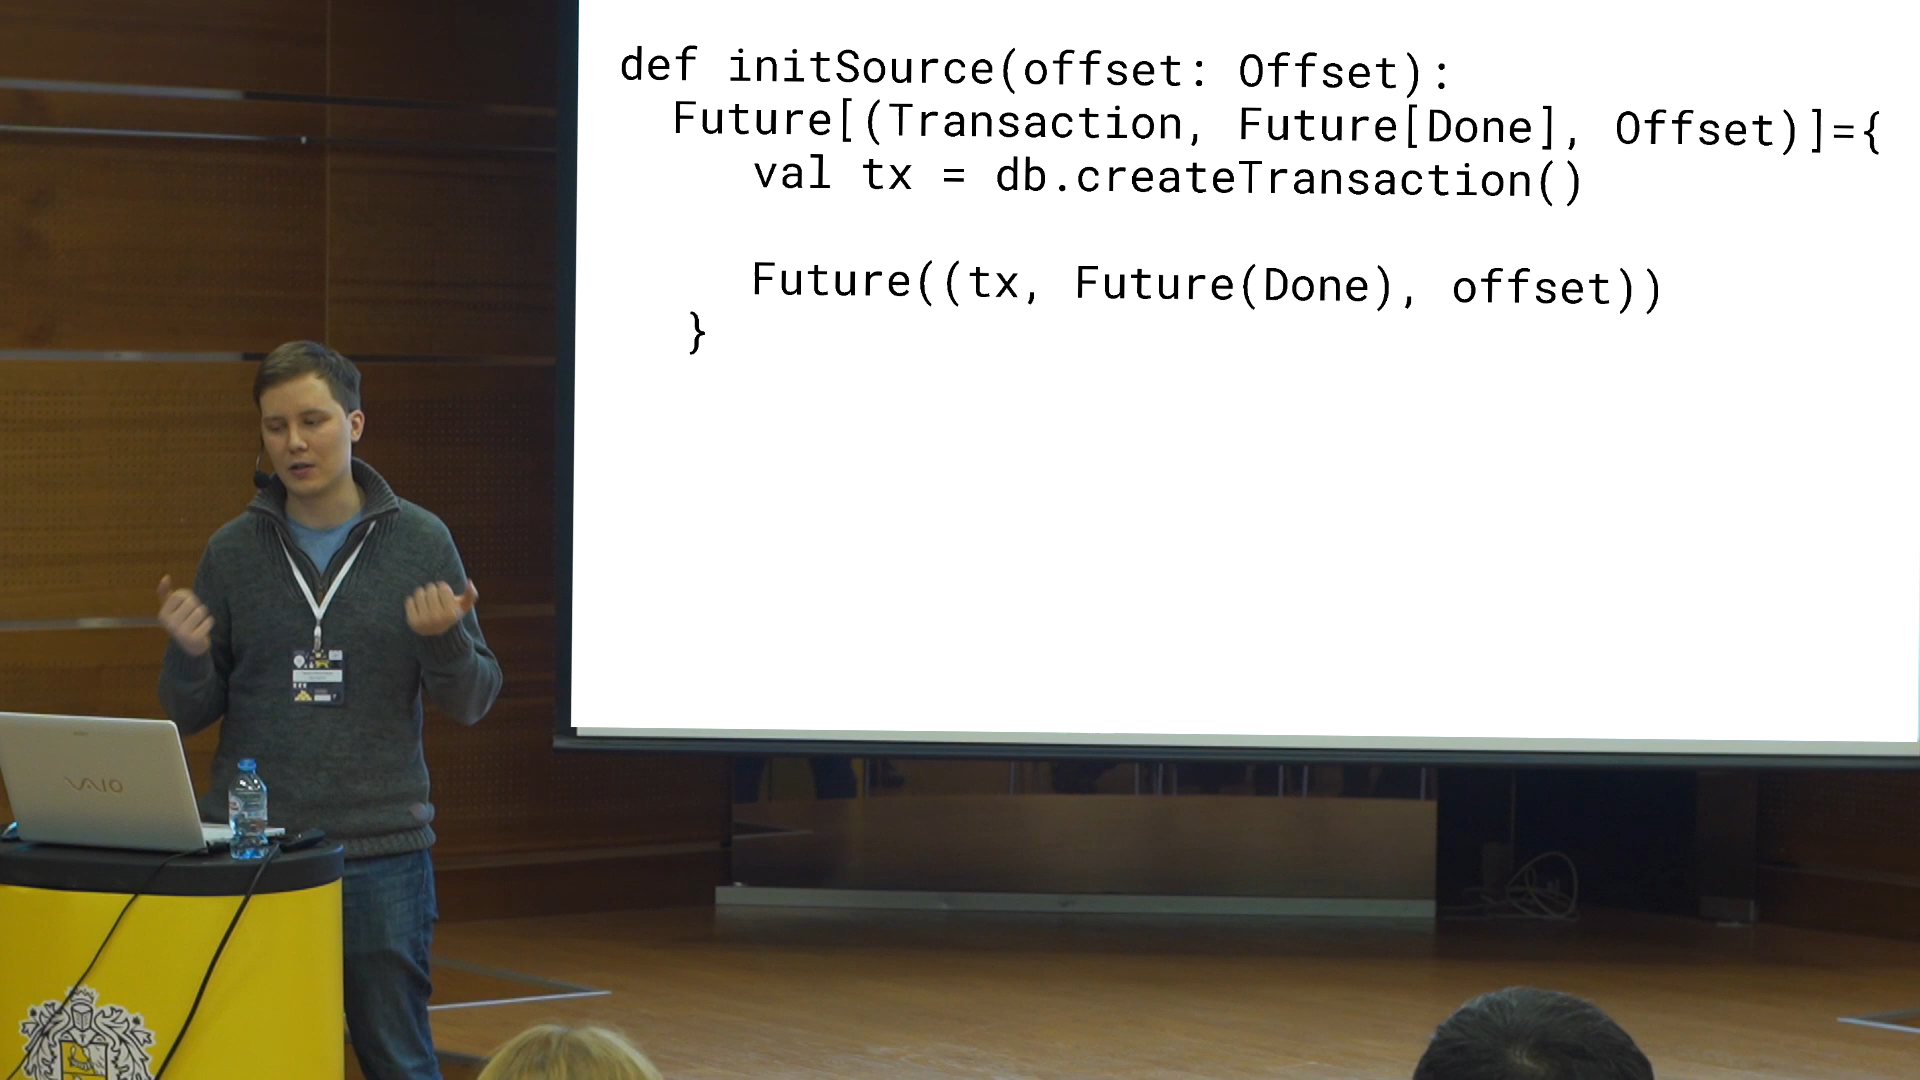 def initSource(offset: Offset):
Future[(Transaction, Future[Done], Offset)]={
val tx = db.createTransaction()
Future((tx, Future(Done), offset))
}
VAIO